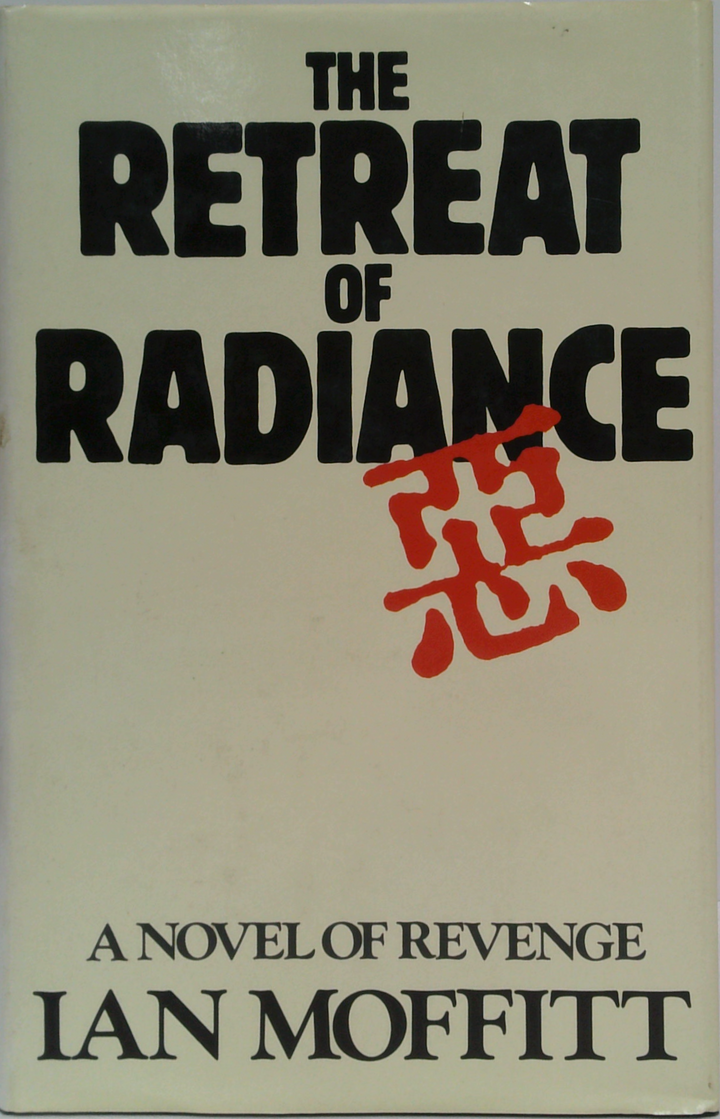 THE
RETREAT
OF
RADIANCE
惡
A NOVEL OF REVENGE
IAN MOFFITT